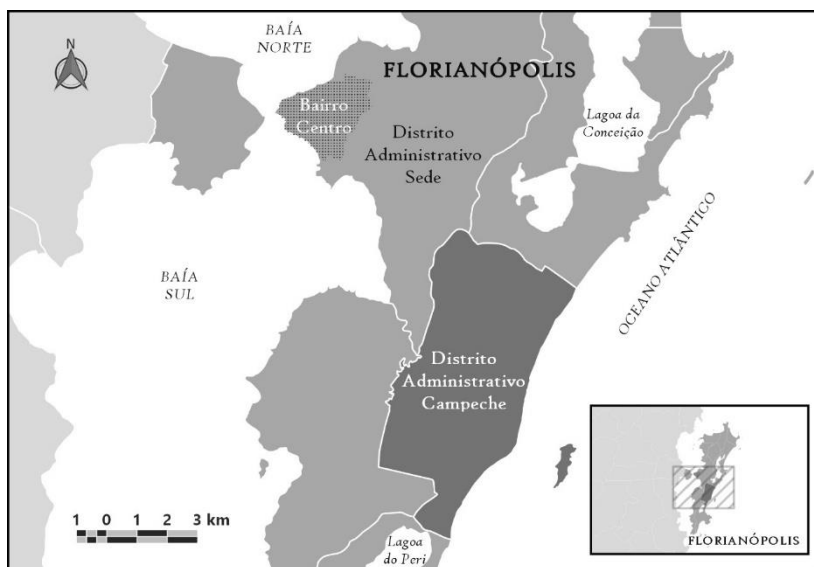 BAÍA
NORTE
N
FLORIANÓPOLIS
Bairro
Centro
Lagoa da
Conceição
Distrito
Administrativo
Sede
OCEANO ATLÂNTICO
BAÍA
SUL
Distrito
Administrativo
Campeche
1 0 1 2 3 km
Lagoa
do Peri
FLORIANÓPOLIS